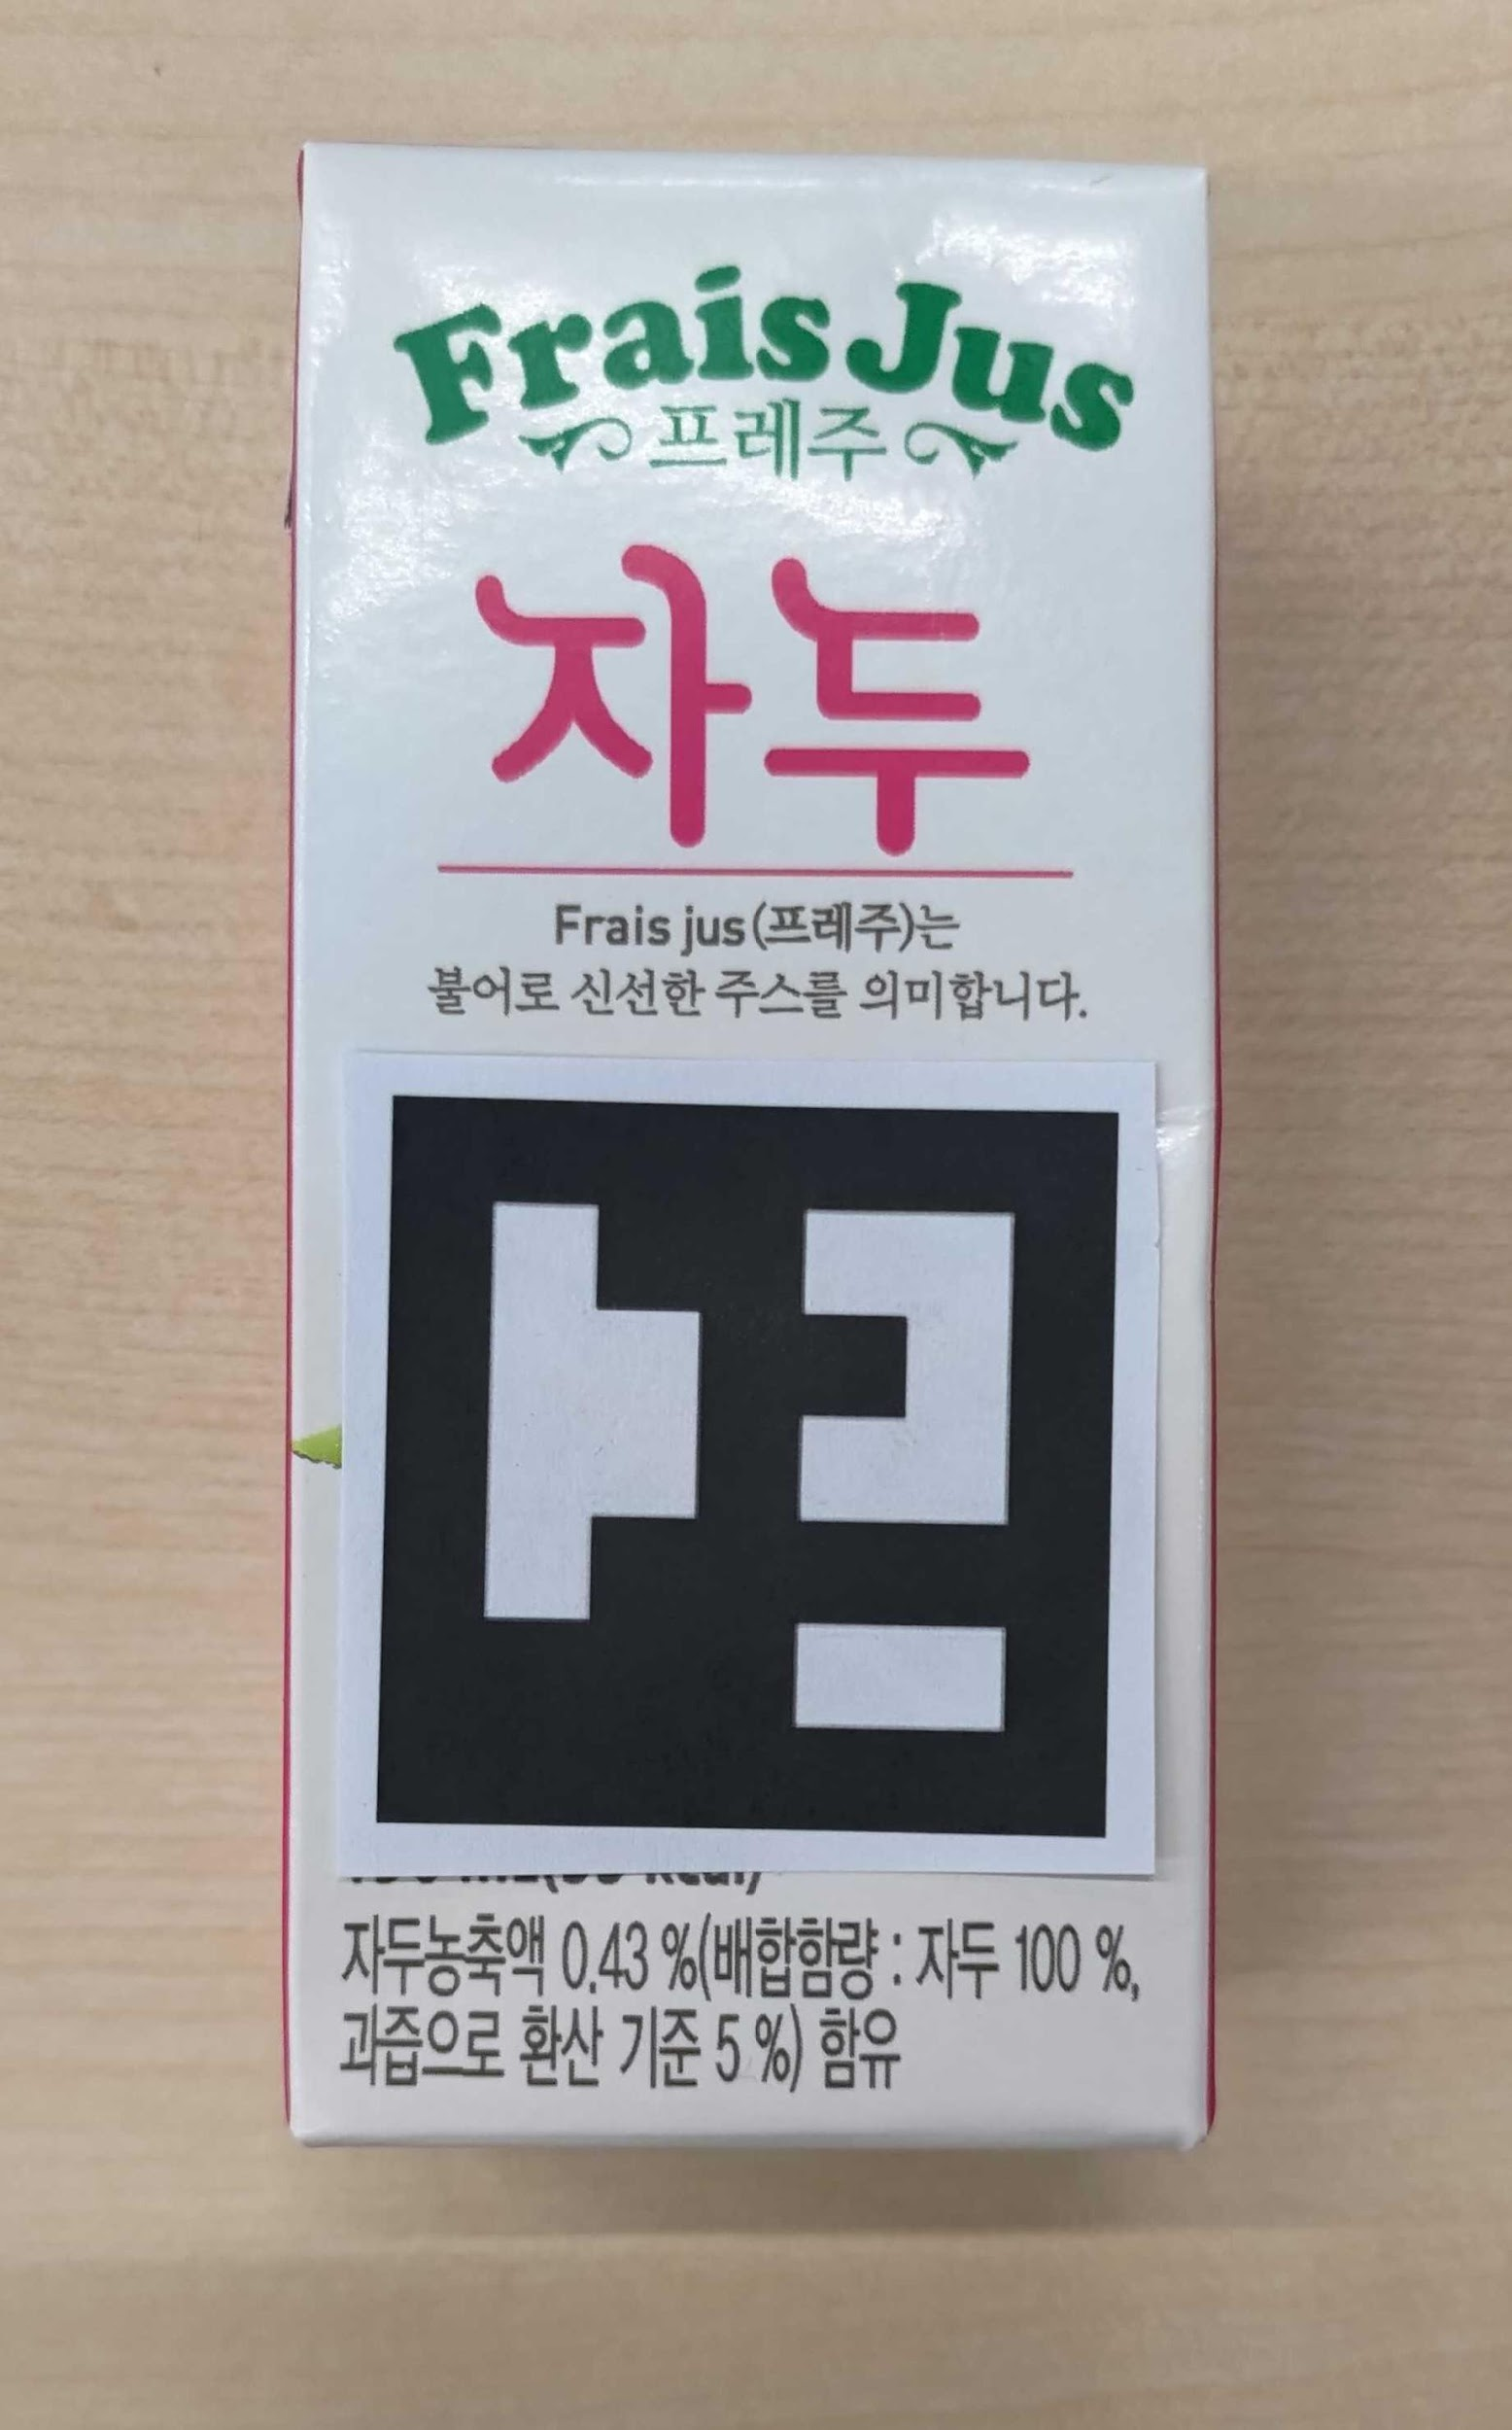 Frais Jus
프레주
자두
Frais jus(프레주)는
불어로 신선한 주스를 의미합니다.
자두농축액 0.43 %(배합함량 : 자두 100 %,
과즙으로 환산 기준 5 %) 함유